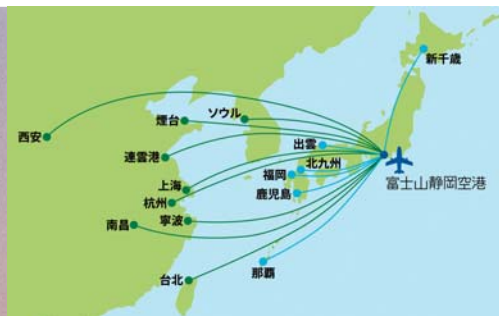 新千歳
ソウル
煙台
西安
出雲
連雲港
北九州
福岡
富士山静岡空港
上海
鹿児島
杭州
寧波
南昌
那覇
台北